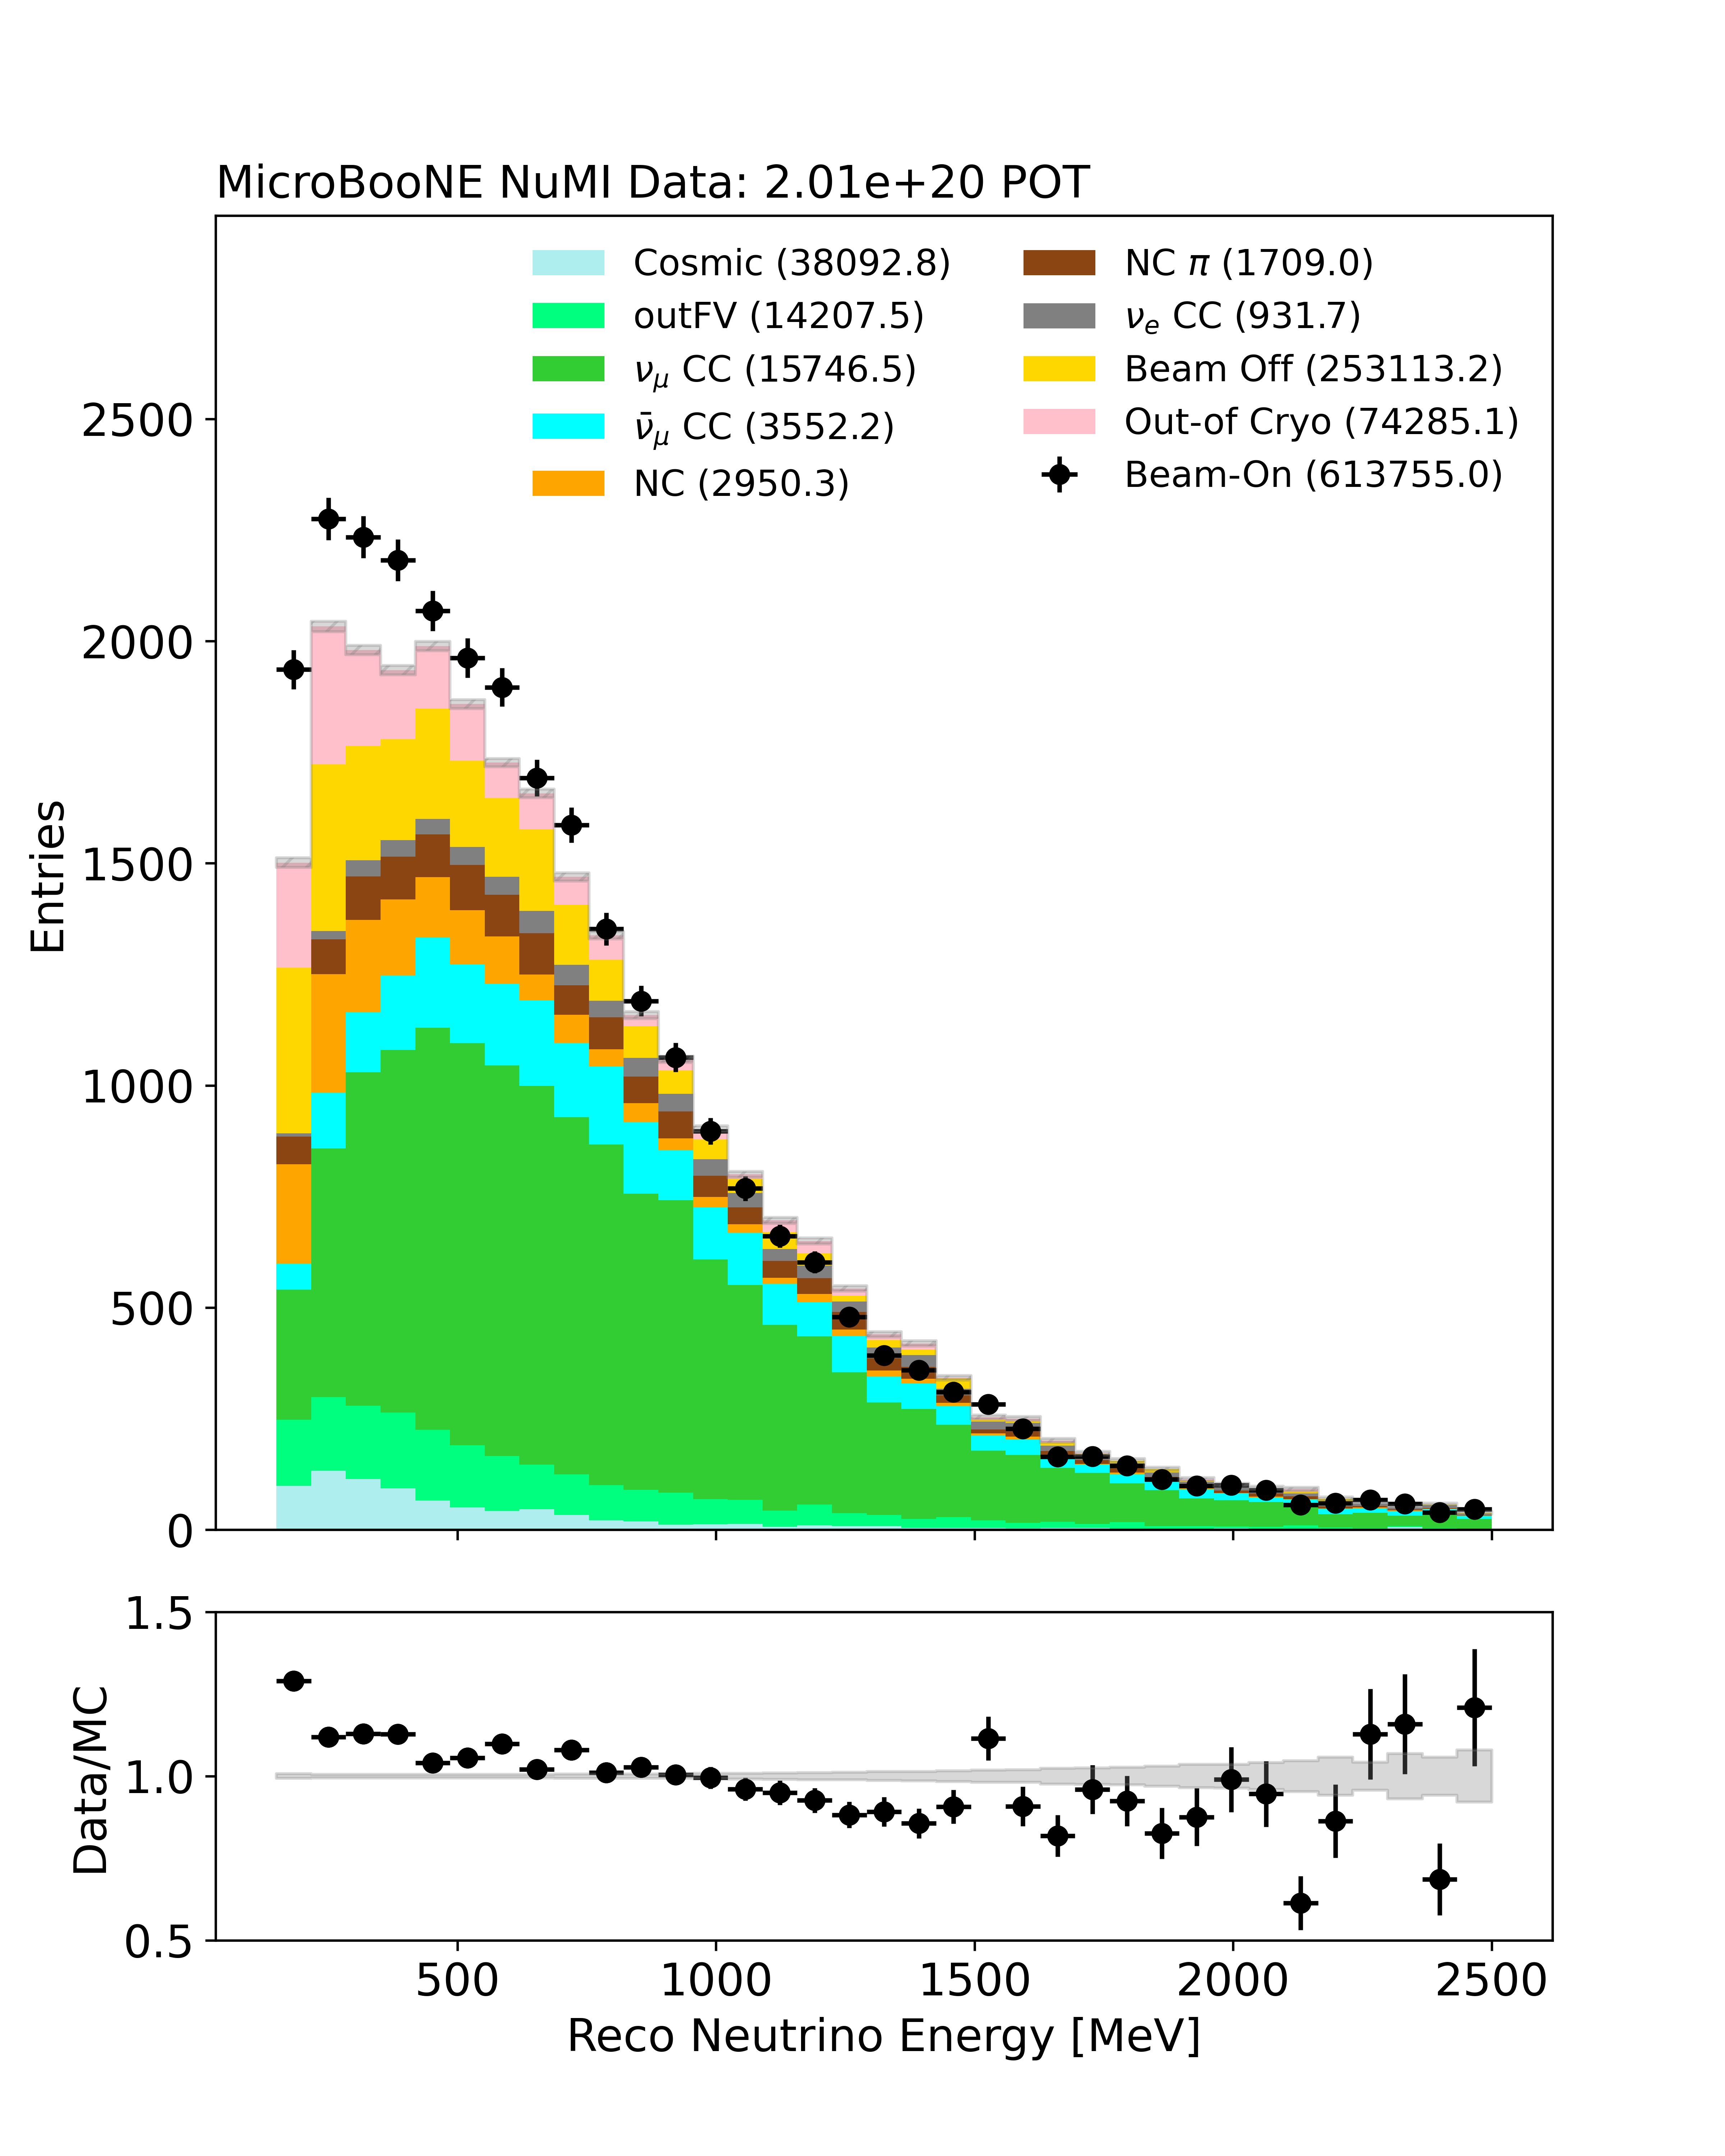 MicroBooNE NuMI Data: 2.01e+20 POT
Cosmic (38092.8)
outFV (14207.5)
νμ CC (15746.5)
ν̄μ CC (3552.2)
NC (2950.3)
NC π (1709.0)
νe CC (931.7)
Beam Off (253113.2)
Out-of Cryo (74285.1)
Beam-On (613755.0)
Entries
2500
2000
1500
1000
500
0
Data/MC
1.5
1.0
0.5
500 1000 1500 2000 2500
Reco Neutrino Energy [MeV]